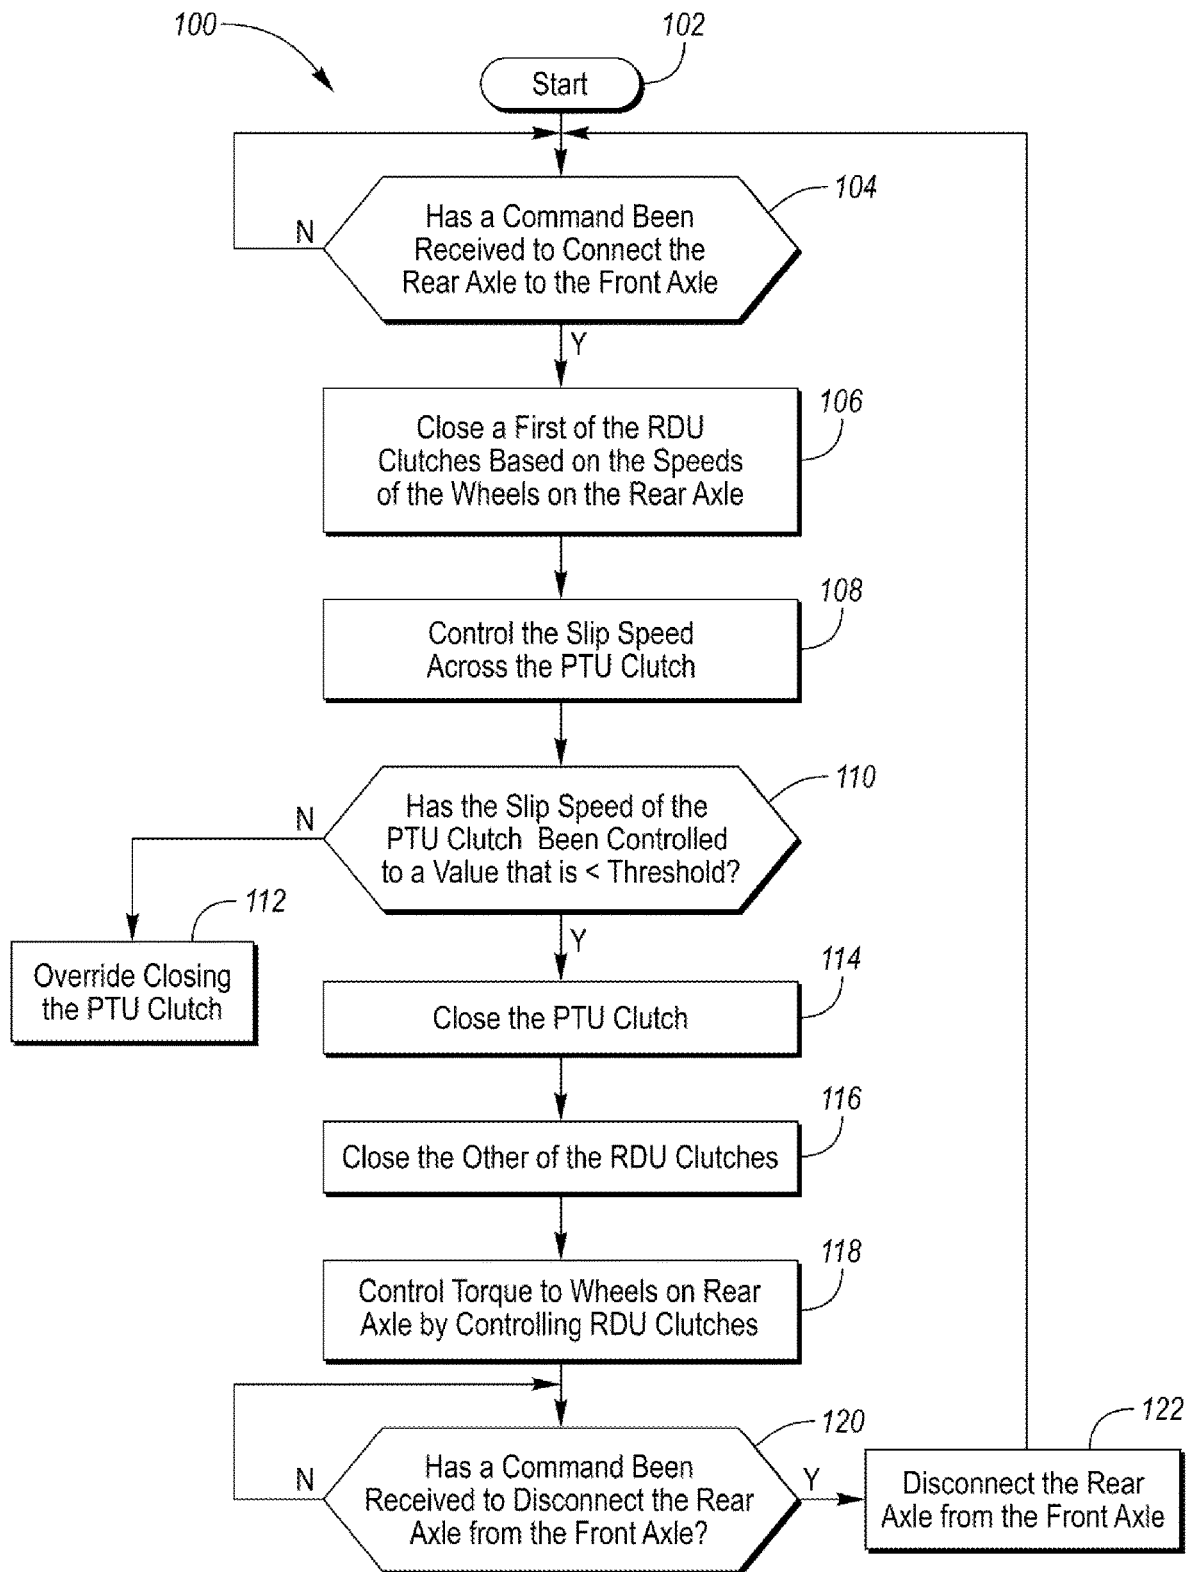 100
102
Start
104
Has a Command Been
Received to Connect the
Rear Axle to the Front Axle
N
Y
106
Close a First of the RDU
Clutches Based on the Speeds
of the Wheels on the Rear Axle
108
Control the Slip Speed
Across the PTU Clutch
110
Has the Slip Speed of the
PTU Clutch Been Controlled
to a Value that is < Threshold?
N
112
Override Closing
the PTU Clutch
Y
114
Close the PTU Clutch
116
Close the Other of the RDU Clutches
118
Control Torque to Wheels on Rear
Axle by Controlling RDU Clutches
120
Has a Command Been
Received to Disconnect the Rear
Axle from the Front Axle?
N
Y
122
Disconnect the Rear
Axle from the Front Axle